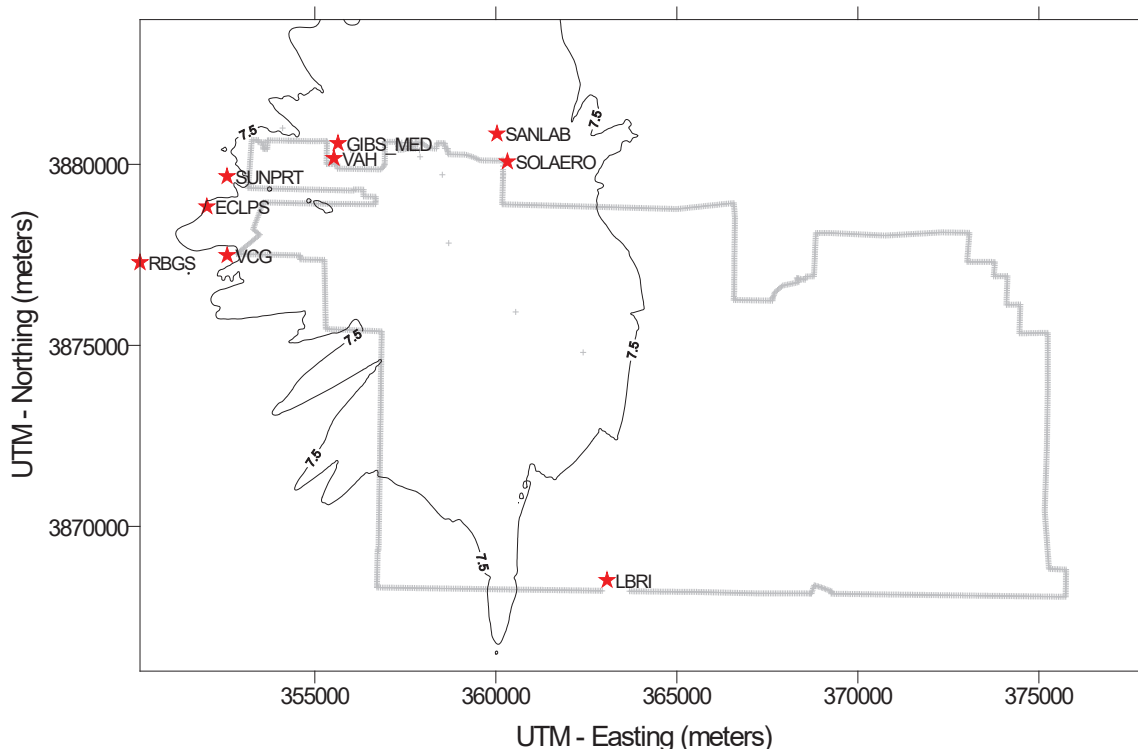 UTM - Northing (meters)
3880000
3875000
3870000
7.5
7.5
SANLAB
GIBS_MED
VAH
SOLAERO
SUNPRT
ECLPS
VCG
RBGS
7.5
7.5
7.5
7.5
LBRI
355000
360000
365000
370000
375000
UTM - Easting (meters)